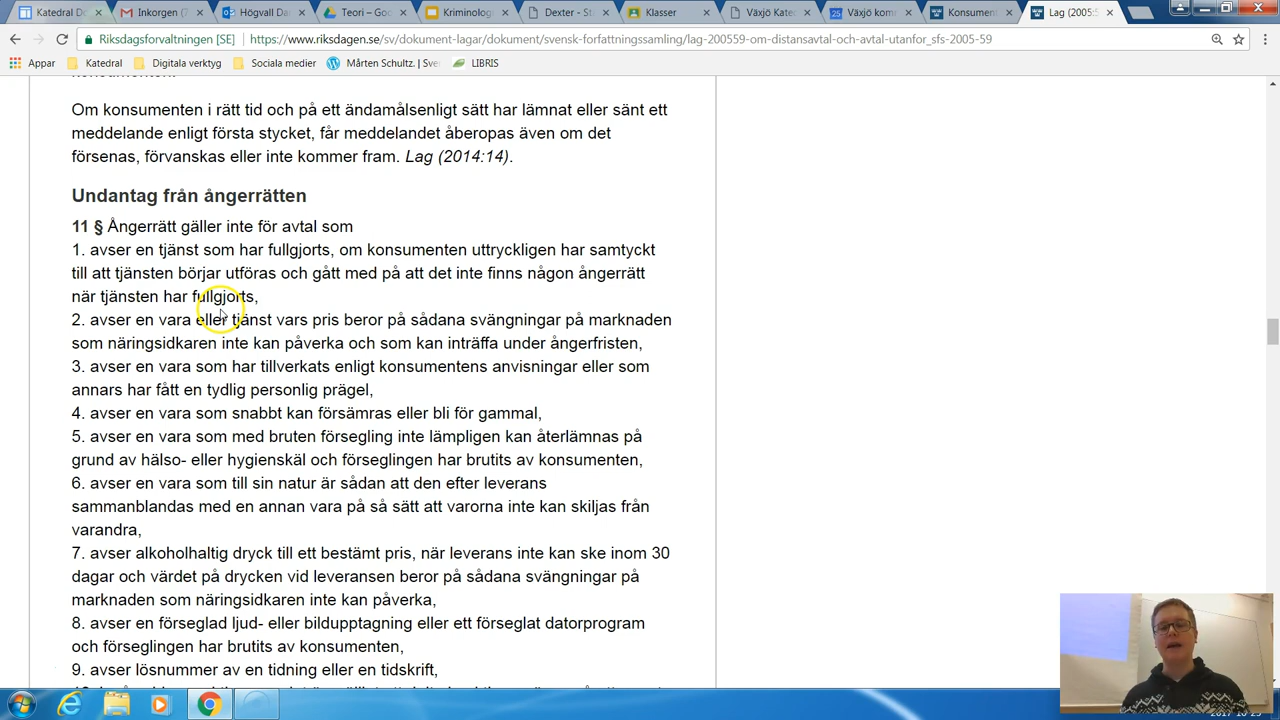 Katedral Do
Inkorgen (7
Högvall Da
Teori – Goo
Kriminolog
Dexter - St
Klasser
Växjö Kate
Växjö kom
Konsument
Lag (2005:5
Riksdagsforvaltningen [SE]
https://www.riksdagen.se/sv/dokument-lagar/dokument/svensk-forfattningssamling/lag-200559-om-distansavtal-och-avtal-utanfor_sfs-2005-59
Appar
Katedral
Digitala verktyg
Sociala medier
Mårten Schultz. | Sve
LIBRIS
konsumenten.
Om konsumenten i rätt tid och på ett ändamålsenligt sätt har lämnat eller sänt ett
meddelande enligt första stycket, får meddelandet åberopas även om det
försenas, förvanskas eller inte kommer fram. Lag (2014:14).
Undantag från ångerrätten
11 § Ångerrätt gäller inte för avtal som
1. avser en tjänst som har fullgjorts, om konsumenten uttryckligen har samtyckt
till att tjänsten börjar utföras och gått med på att det inte finns någon ångerrätt
när tjänsten har fullgjorts,
2. avser en vara eller tjänst vars pris beror på sådana svängningar på marknaden
som näringsidkaren inte kan påverka och som kan inträffa under ångerfristen,
3. avser en vara som har tillverkats enligt konsumentens anvisningar eller som
annars har fått en tydlig personlig prägel,
4. avser en vara som snabbt kan försämras eller bli för gammal,
5. avser en vara som med bruten försegling inte lämpligen kan återlämnas på
grund av hälso- eller hygienskäl och förseglingen har brutits av konsumenten,
6. avser en vara som till sin natur är sådan att den efter leverans
sammanblandas med en annan vara på så sätt att varorna inte kan skiljas från
varandra,
7. avser alkoholhaltig dryck till ett bestämt pris, när leverans inte kan ske inom 30
dagar och värdet på drycken vid leveransen beror på sådana svängningar på
marknaden som näringsidkaren inte kan påverka,
8. avser en förseglad ljud- eller bildupptagning eller ett förseglat datorprogram
och förseglingen har brutits av konsumenten,
9. avser lösnummer av en tidning eller en tidskrift,